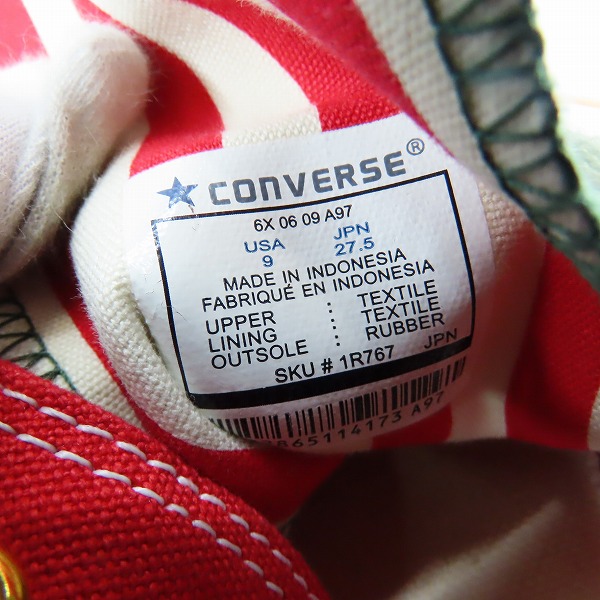 CONVERSE®
6X 06 09 A97
USA JPN
9 27.5
MADE IN INDONESIA
FABRIQUÉ EN INDONESIA
UPPER : TEXTILE
LINING : TEXTILE
OUTSOLE : RUBBER
SKU # 1R767 JPN
865114173 A97